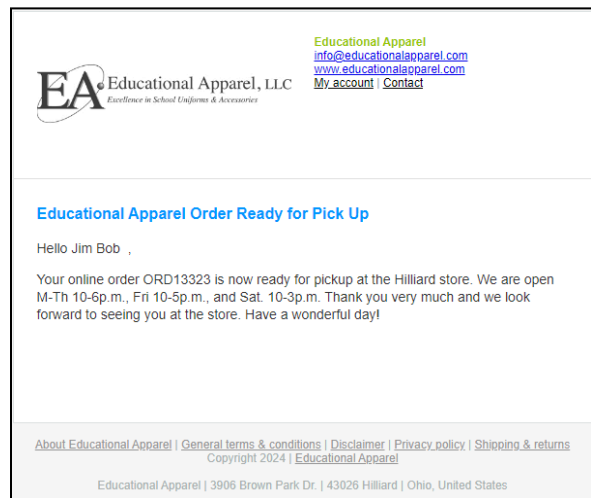 EA Educational Apparel, LLC
Excellence in School Uniforms & Accessories
Educational Apparel
info@educationalapparel.com
www.educationalapparel.com
My account | Contact
Educational Apparel Order Ready for Pick Up
Hello Jim Bob ,
Your online order ORD13323 is now ready for pickup at the Hilliard store. We are open
M-Th 10-6p.m., Fri 10-5p.m., and Sat. 10-3p.m. Thank you very much and we look
forward to seeing you at the store. Have a wonderful day!
About Educational Apparel | General terms & conditions | Disclaimer | Privacy policy | Shipping & returns
Copyright 2024 | Educational Apparel
Educational Apparel | 3906 Brown Park Dr. | 43026 Hilliard | Ohio, United States